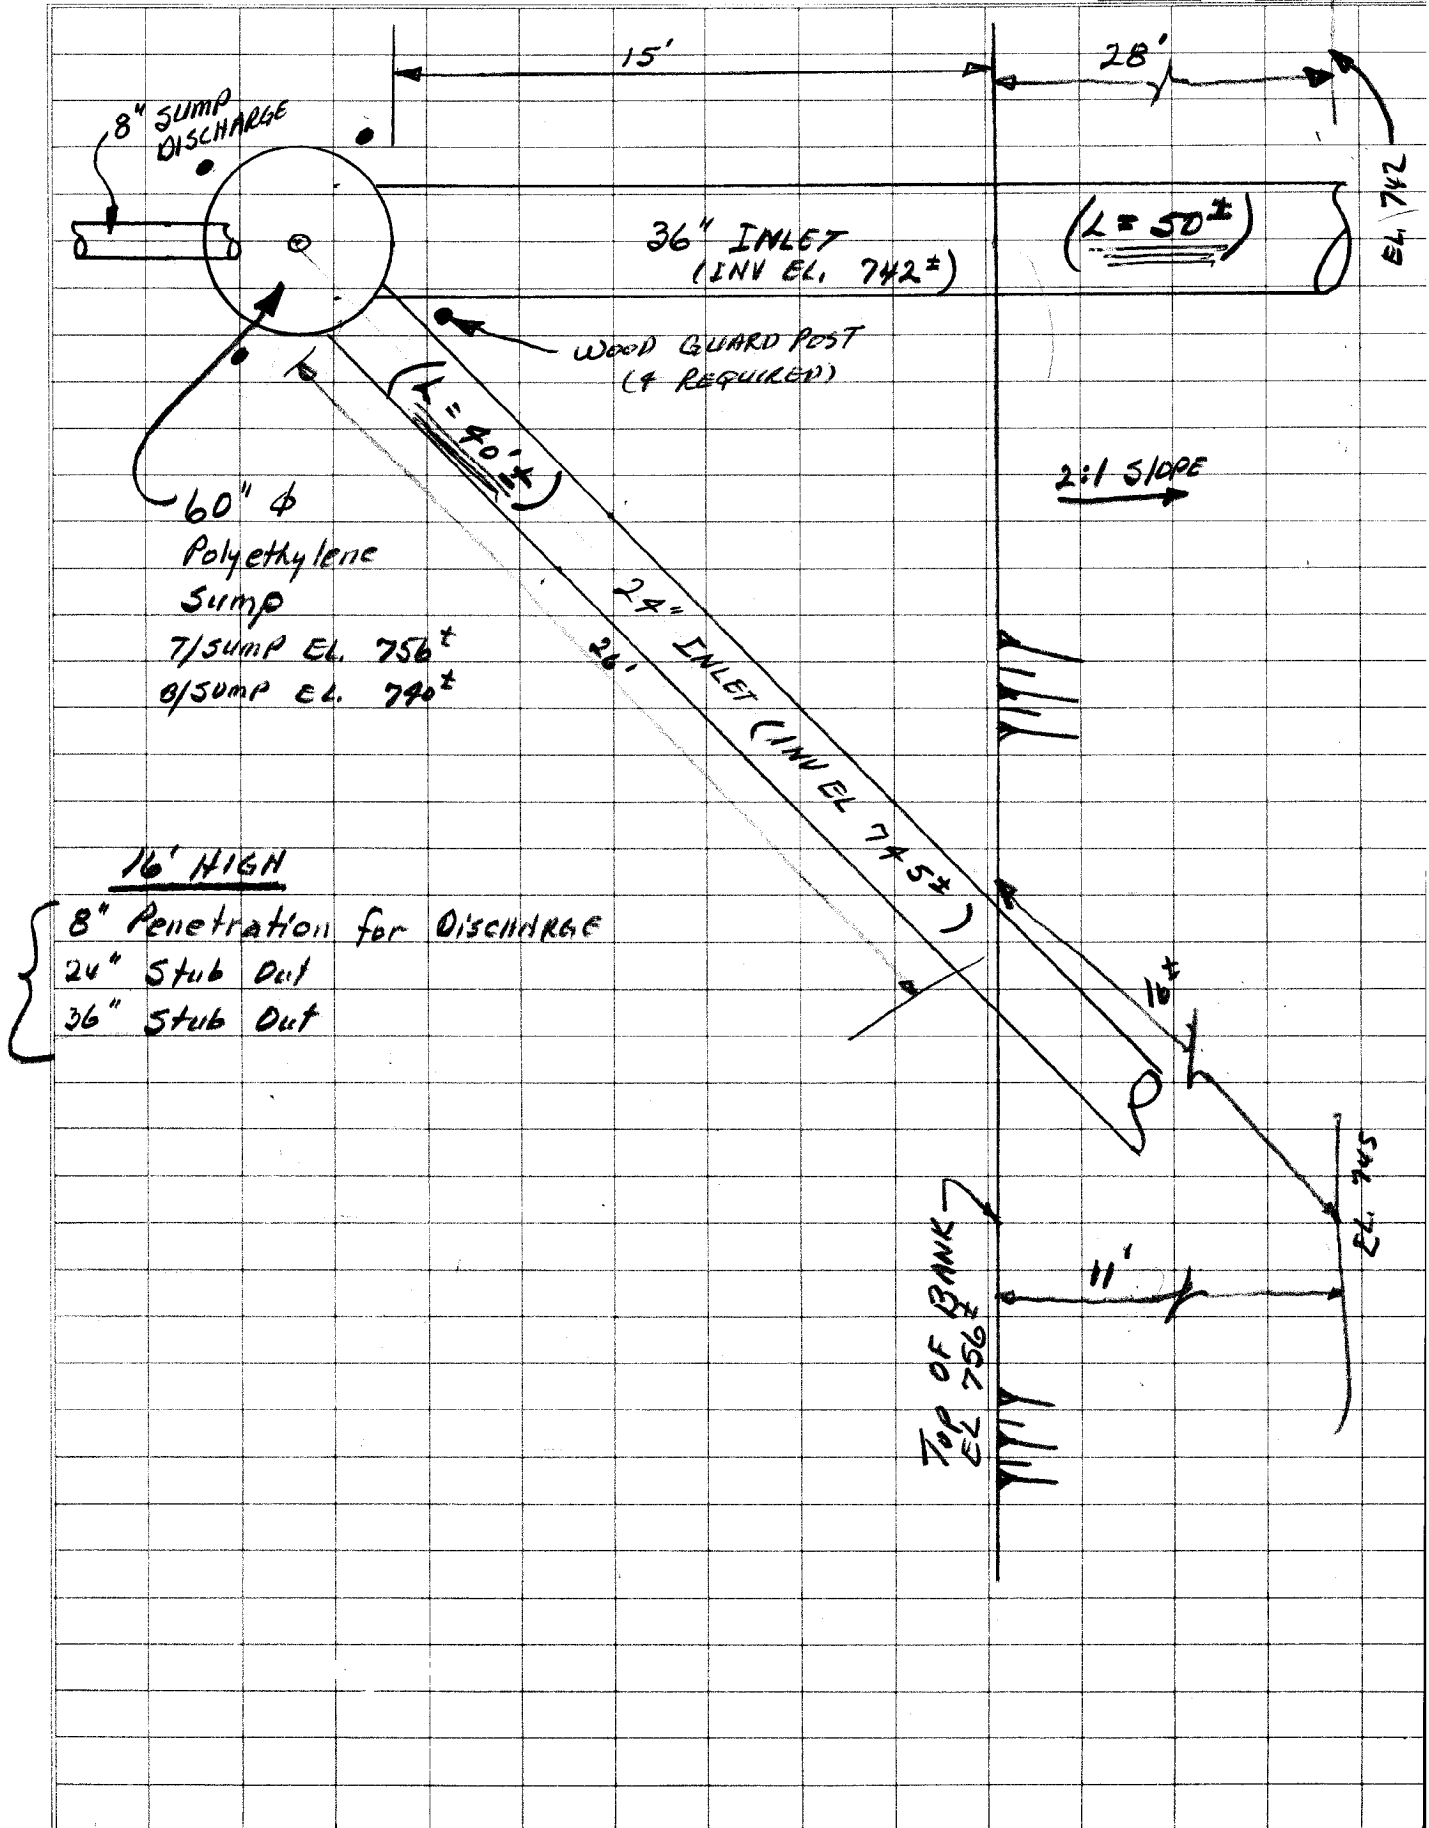 15'
28'
8" SUMP
DISCHARGE
EL. 742
36" INLET
(INV EL. 742±)
(L = 50±)
WOOD GUARD POST
(4 REQUIRED)
(L = 40'±)
2:1 SLOPE
60" φ
Polyethylene
Sump
T/SUMP EL. 756±
B/SUMP EL. 740±
24" INLET (INV EL 745±)
26'
16' HIGH
8" Penetration for DISCHARGE
24" Stub Out
36" Stub Out
EL. 745
11'
TOP OF BANK
EL 756±